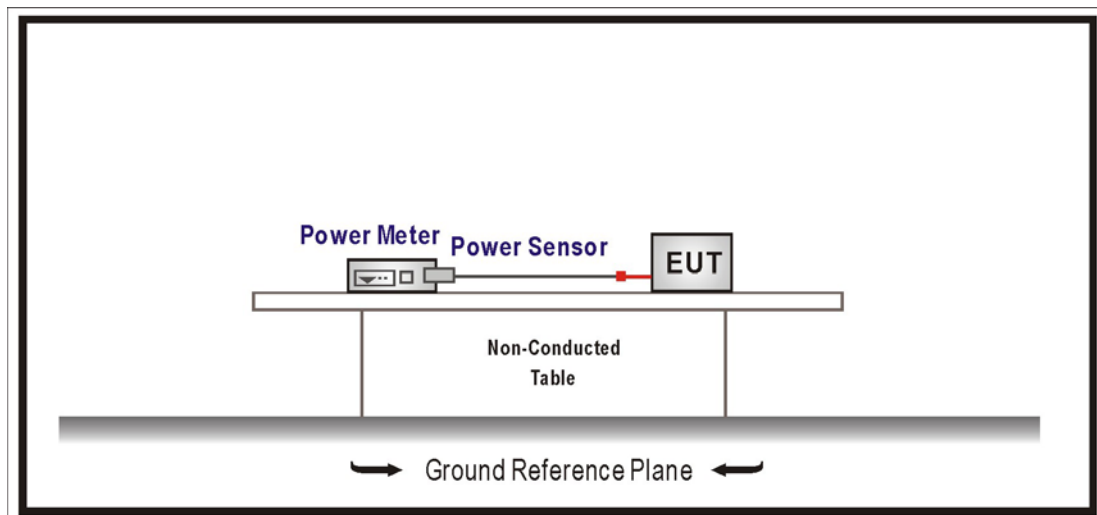 Power Meter
Power Sensor
EUT
Non-Conducted
Table
Ground Reference Plane